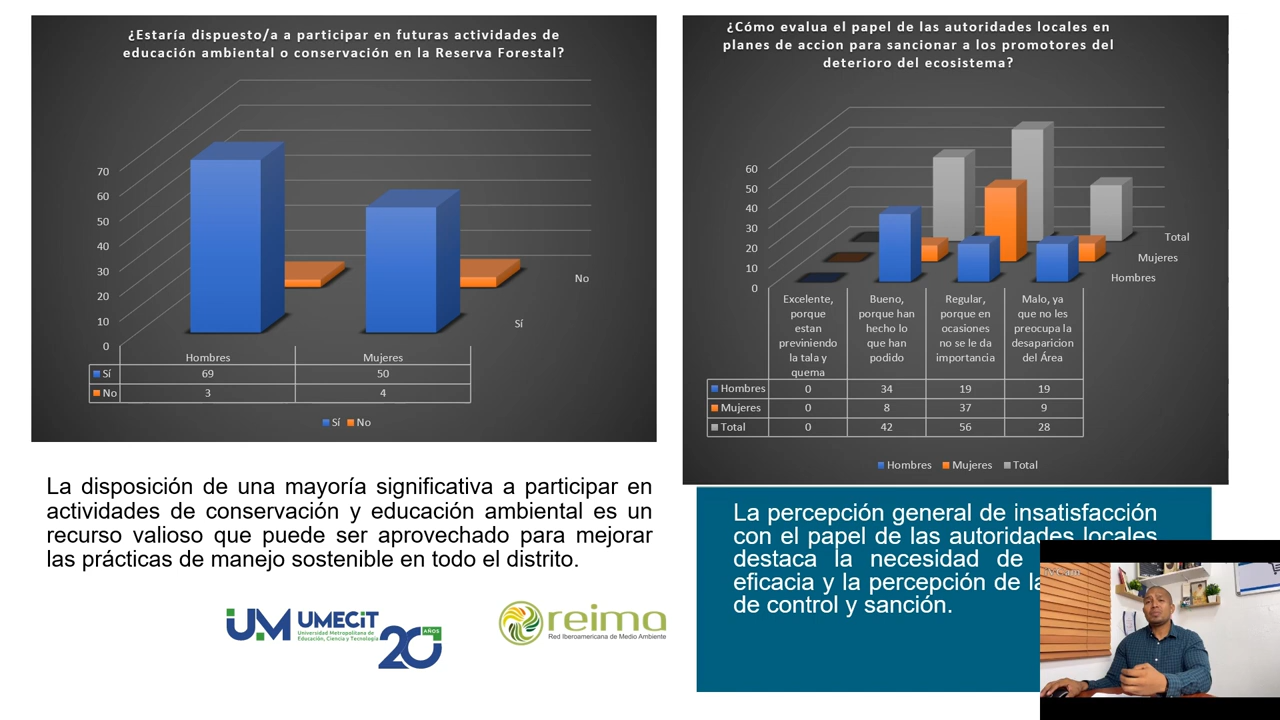 ¿Estaría dispuesto/a a participar en futuras actividades de
educación ambiental o conservación en la Reserva Forestal?
70
60
50
40
30
20
10
0
No
Sí
Hombres Mujeres
Sí 69 50
No 3 4
Sí No
La disposición de una mayoría significativa a participar en
actividades de conservación y educación ambiental es un
recurso valioso que puede ser aprovechado para mejorar
las prácticas de manejo sostenible en todo el distrito.
UM UMECIT
Universidad Metropolitana de
Educación, Ciencia y Tecnología
20 AÑOS
reima
Red Iberoamericana de Medio Ambiente
¿Cómo evalua el papel de las autoridades locales en
planes de accion para sancionar a los promotores del
deterioro del ecosistema?
60
50
40
30
20
10
0
Total
Mujeres
Hombres
Excelente, porque estan previniendo la tala y quema
Bueno, porque han hecho lo que han podido
Regular, porque en ocasiones no se le da importancia
Malo, ya que no les preocupa la desaparicion del Área
Hombres 0 34 19 19
Mujeres 0 8 37 9
Total 0 42 56 28
Hombres Mujeres Total
La percepción general de insatisfacción
con el papel de las autoridades locales
destaca la necesidad de
eficacia y la percepción de
de control y sanción.